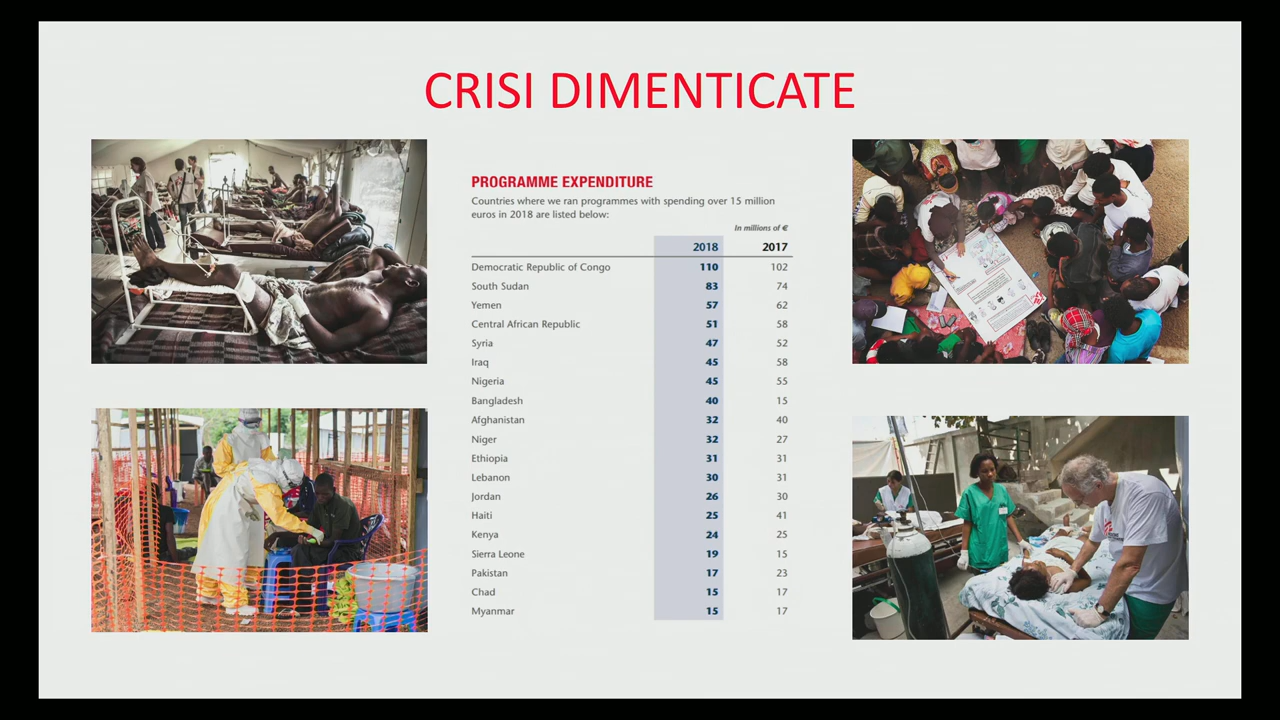 CRISI DIMENTICATE
PROGRAMME EXPENDITURE
Countries where we ran programmes with spending over 15 million
euros in 2018 are listed below:
In millions of €
2018 2017
Democratic Republic of Congo 110 102
South Sudan 83 74
Yemen 57 62
Central African Republic 51 58
Syria 47 52
Iraq 45 58
Nigeria 45 55
Bangladesh 40 15
Afghanistan 32 40
Niger 32 27
Ethiopia 31 31
Lebanon 30 31
Jordan 26 30
Haiti 25 41
Kenya 24 25
Sierra Leone 19 15
Pakistan 17 23
Chad 15 17
Myanmar 15 17